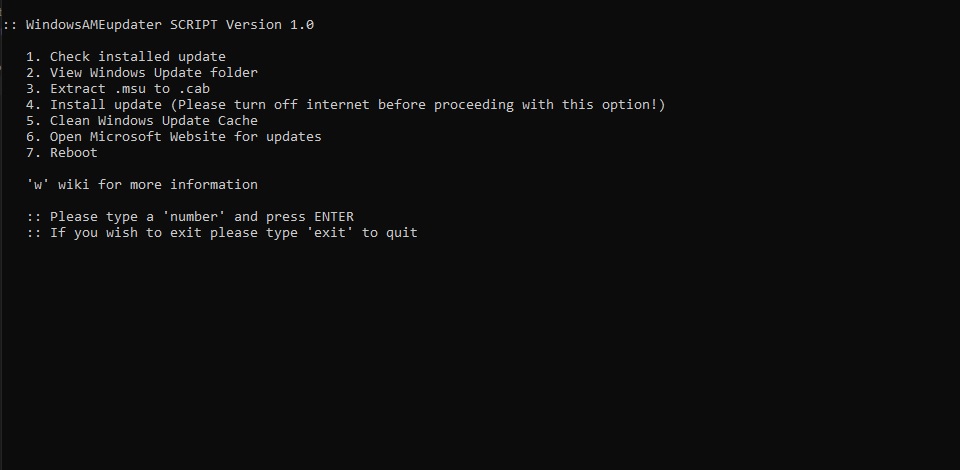 :: WindowsAMEupdater SCRIPT Version 1.0
1. Check installed update
2. View Windows Update folder
3. Extract .msu to .cab
4. Install update (Please turn off internet before proceeding with this option!)
5. Clean Windows Update Cache
6. Open Microsoft Website for updates
7. Reboot
'w' wiki for more information
:: Please type a 'number' and press ENTER
:: If you wish to exit please type 'exit' to quit